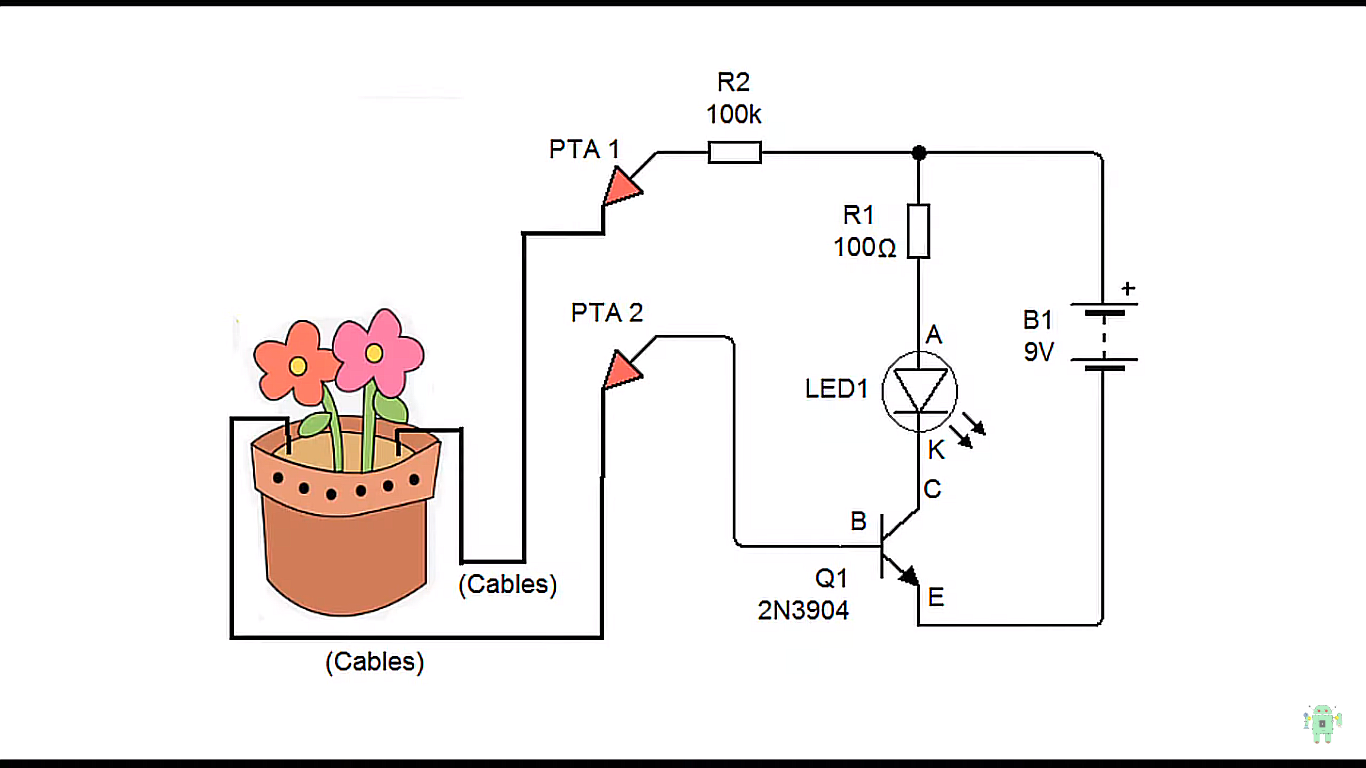 R2
100k
PTA 1
R1
100Ω
PTA 2
+
B1
9V
A
LED1
K
C
B
Q1
2N3904
E
(Cables)
(Cables)